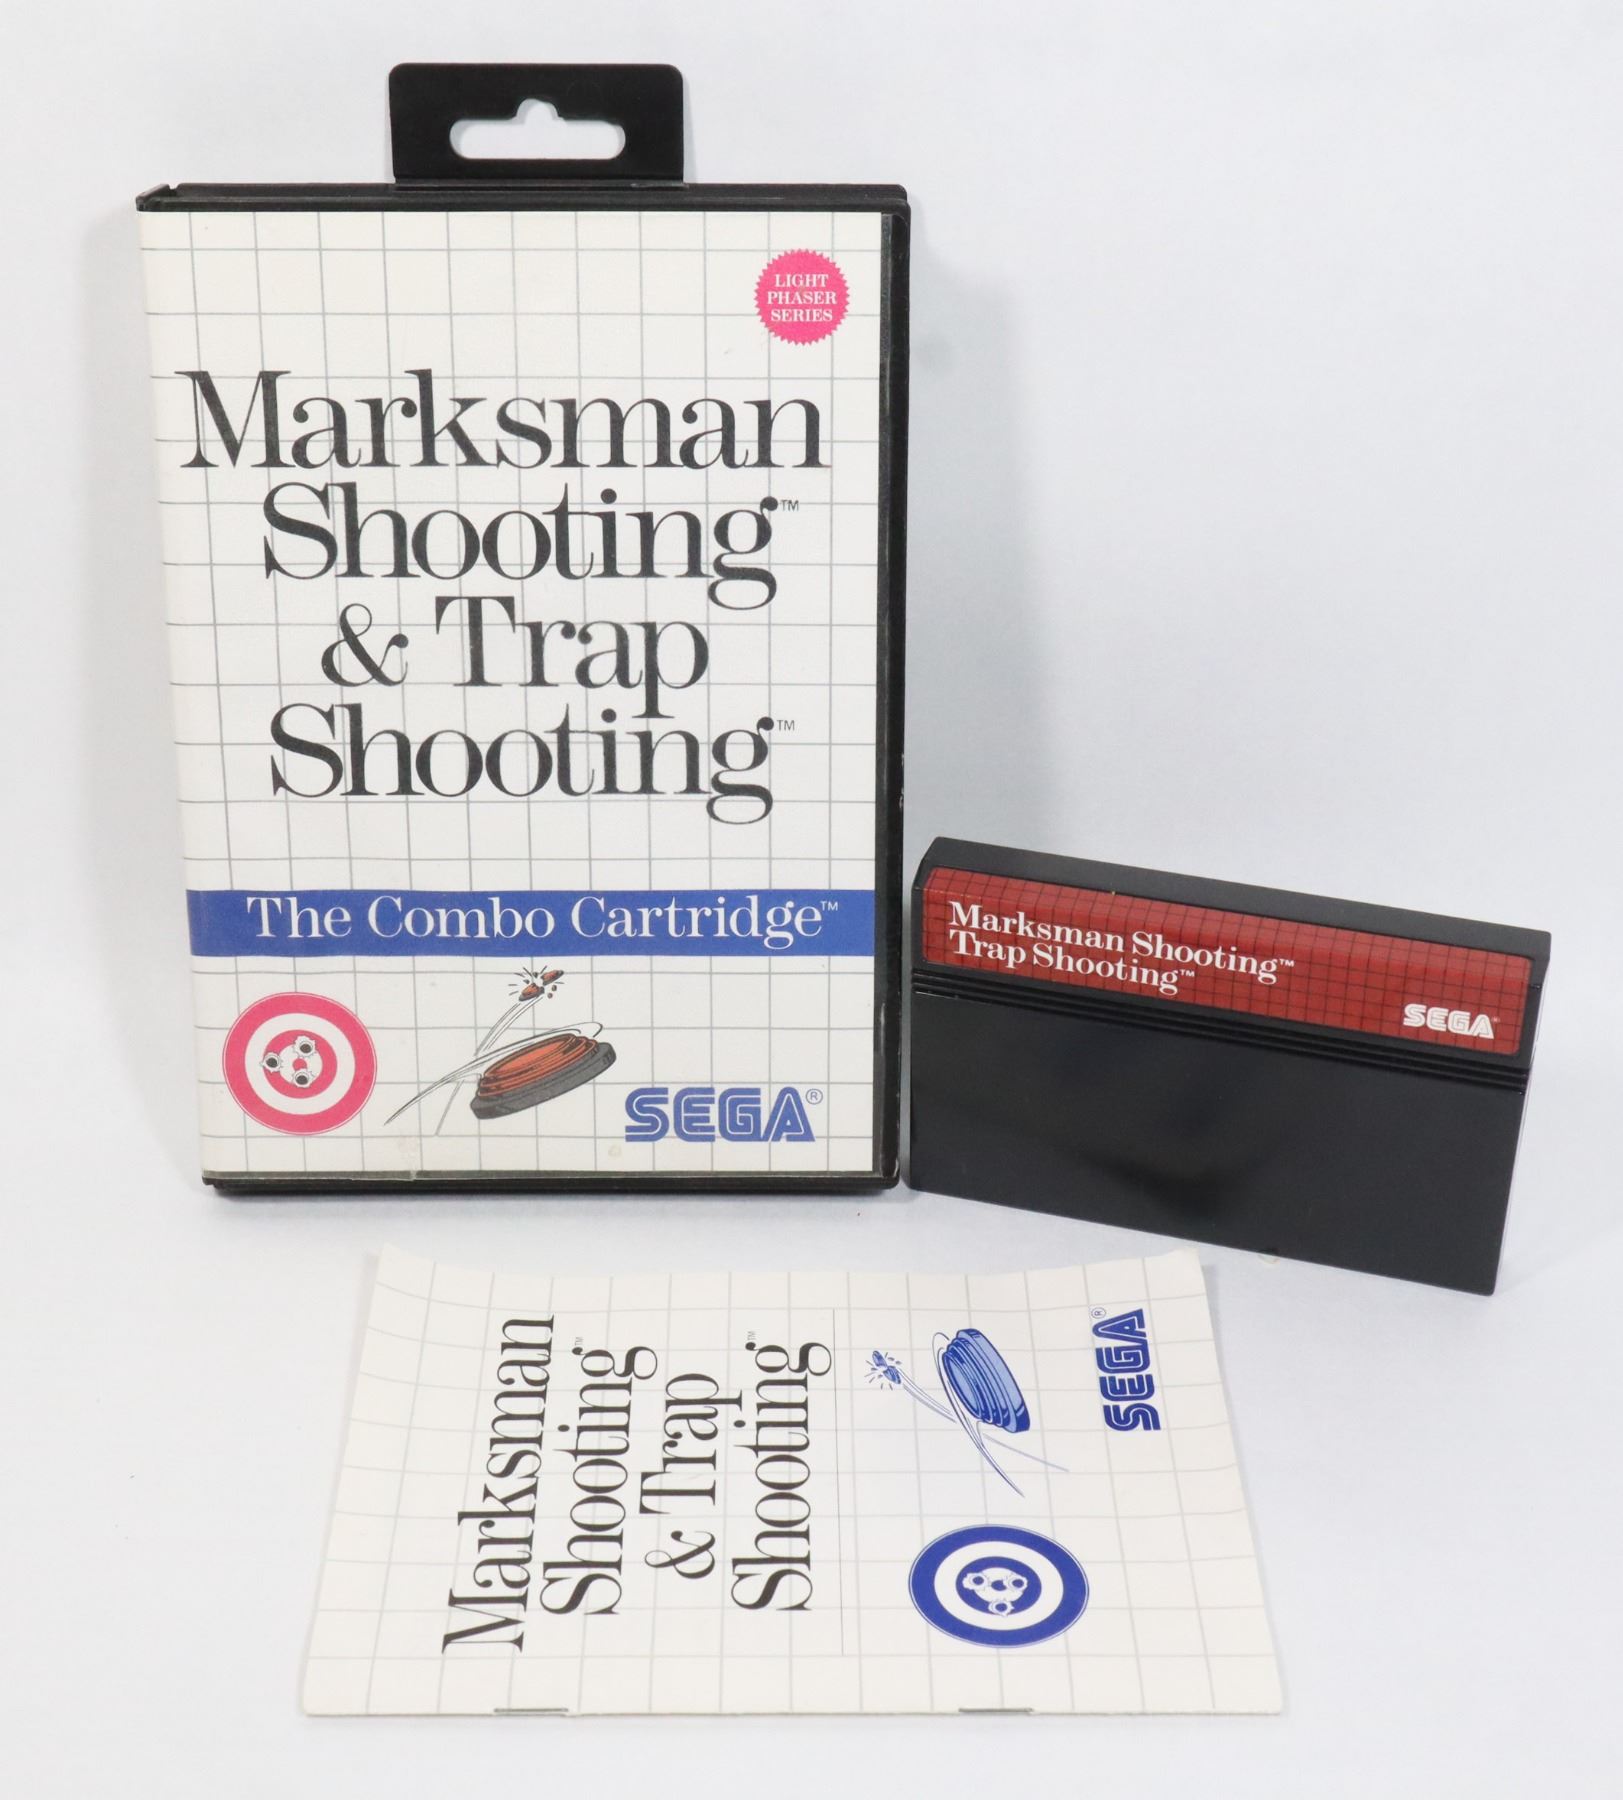 LIGHT
PHASER
SERIES
Marksman
Shooting™
& Trap
Shooting™
The Combo Cartridge™
SEGA®
Marksman Shooting™
Trap Shooting™
SEGA®
Marksman
Shooting™
& Trap
Shooting™
SEGA®